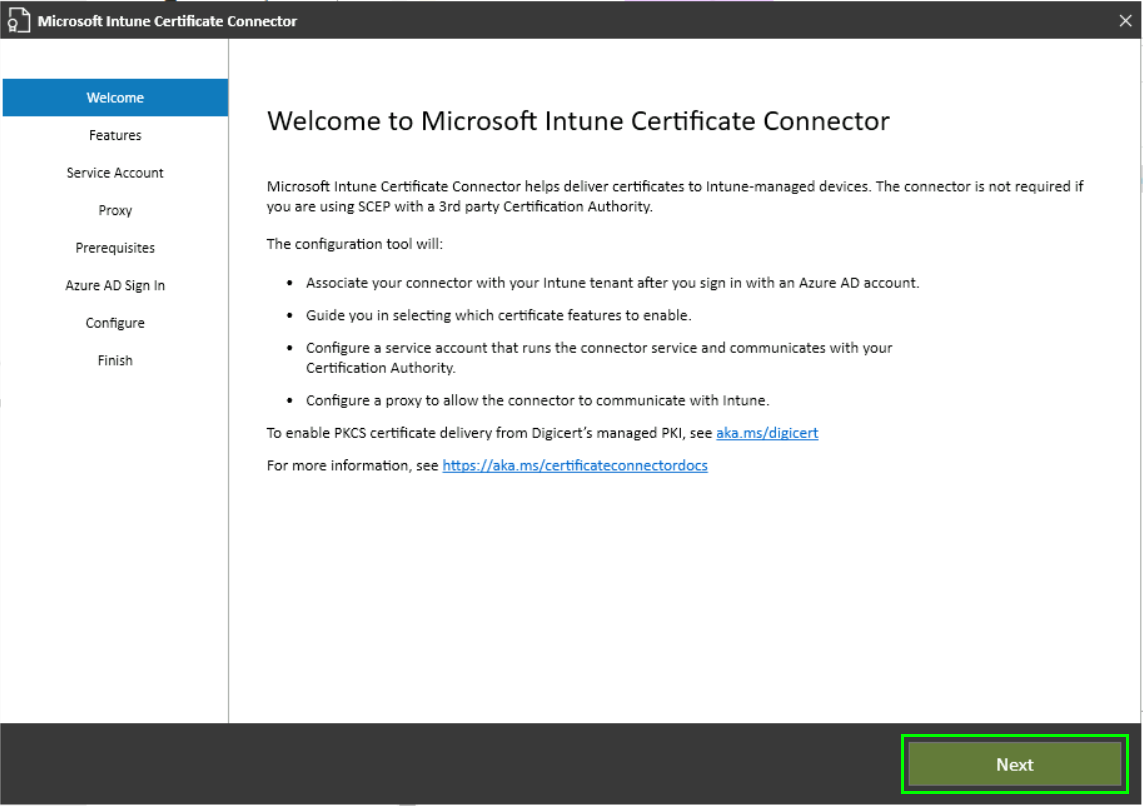 Microsoft Intune Certificate Connector
Welcome
Features
Service Account
Proxy
Prerequisites
Azure AD Sign In
Configure
Finish
Welcome to Microsoft Intune Certificate Connector
Microsoft Intune Certificate Connector helps deliver certificates to Intune-managed devices. The connector is not required if
you are using SCEP with a 3rd party Certification Authority.
The configuration tool will:
• Associate your connector with your Intune tenant after you sign in with an Azure AD account.
• Guide you in selecting which certificate features to enable.
• Configure a service account that runs the connector service and communicates with your
Certification Authority.
• Configure a proxy to allow the connector to communicate with Intune.
To enable PKCS certificate delivery from Digicert's managed PKI, see aka.ms/digicert
For more information, see https://aka.ms/certificateconnectordocs
Next